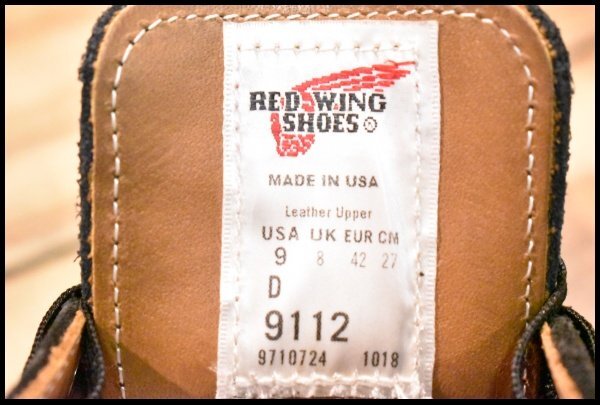 RED WING
SHOES®
MADE IN USA
Leather Upper
USA UK EUR CM
9 8 42 27
D
9112
9710724 1018